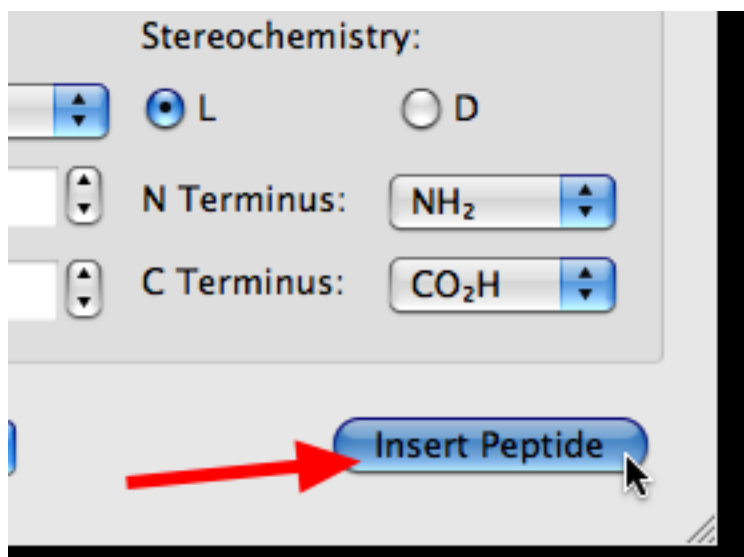 Stereochemistry:
L D
N Terminus: NH₂
C Terminus: CO₂H
Insert Peptide